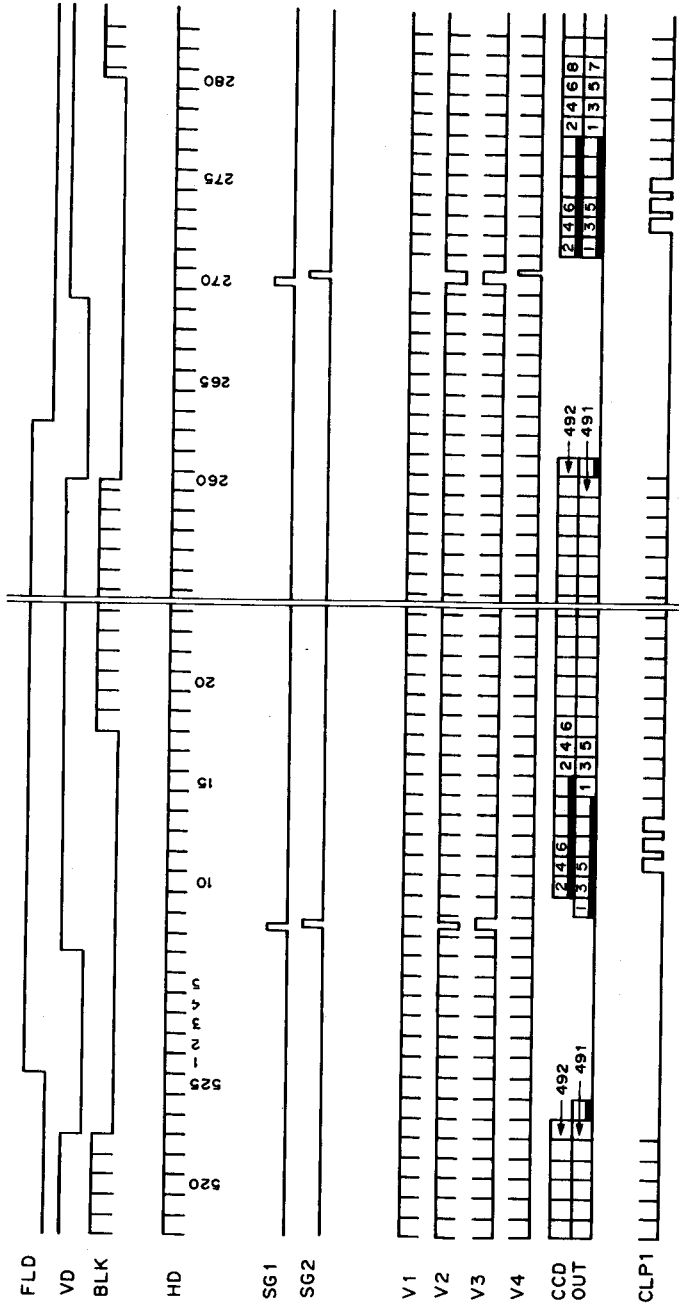 FLD
VD
BLK
HD
520 525 1 2 3 4 5 10 15 20 260 265 270 275 280
SG1
SG2
V1
V2
V3
V4
CCD 492 2 4 6 2 4 6 492 2 4 6 2 4 6 8
OUT 491 1 3 5 1 3 5 491 1 3 5 1 3 5 7
CLP1